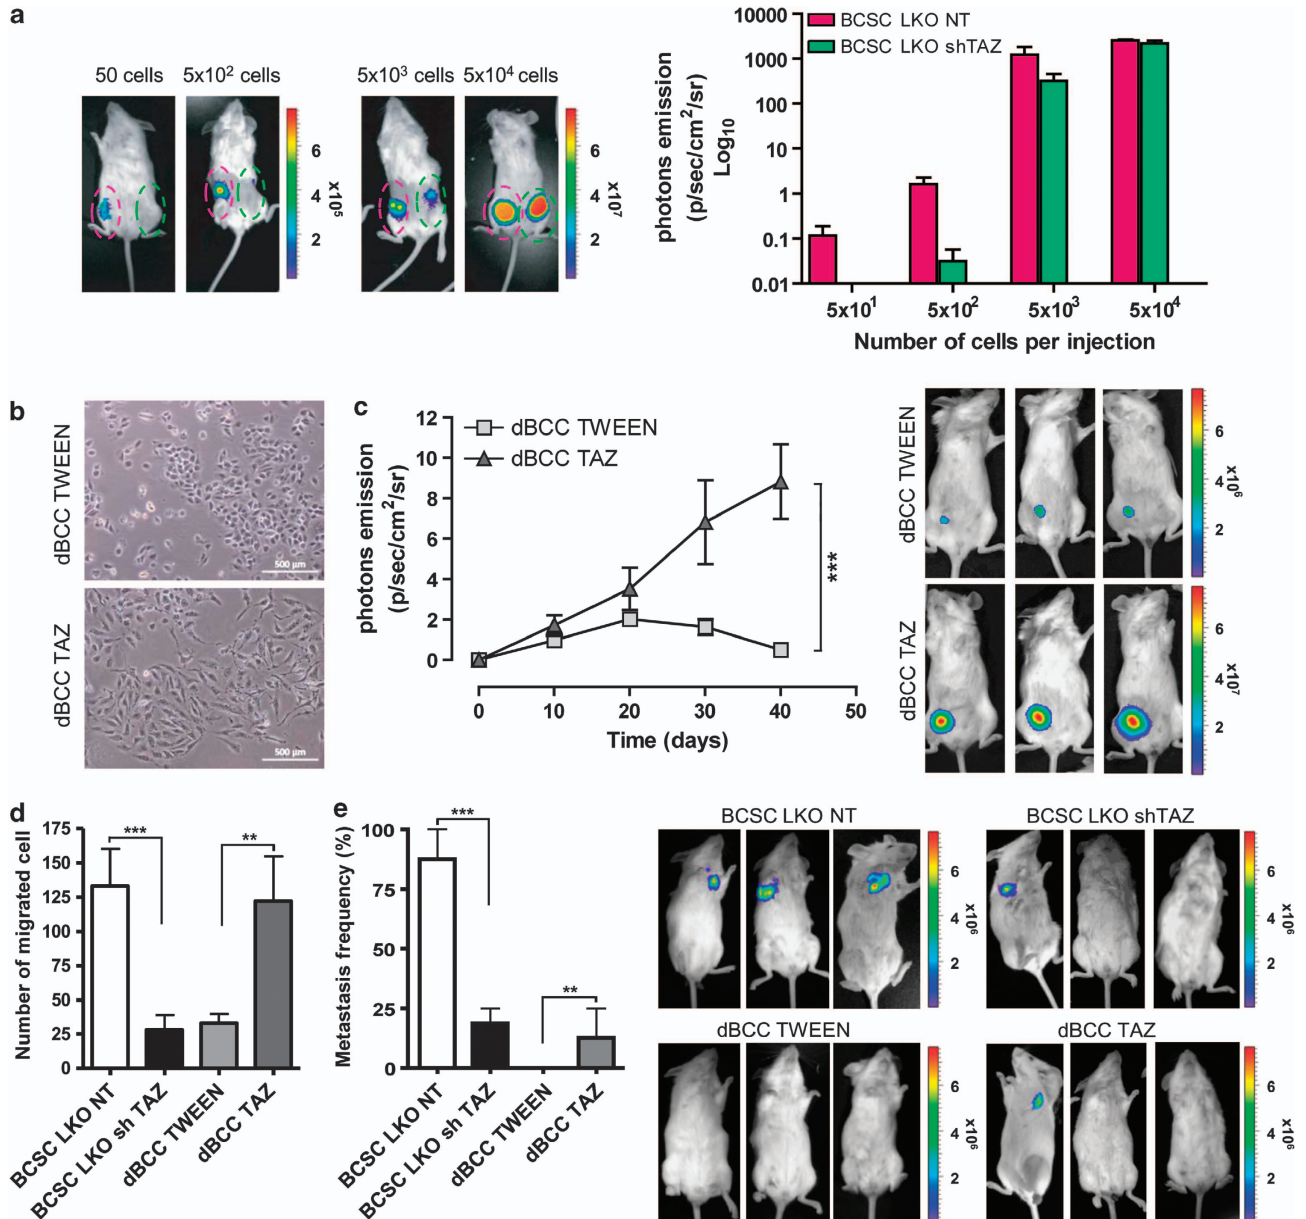 a
50 cells
5x10² cells
5x10³ cells
5x10⁴ cells
6
4
2
x10⁵
6
4
2
x10⁷
photons emission
(p/sec/cm²/sr)
Log₁₀
10000
1000
100
10
1
0.1
0.01
BCSC LKO NT
BCSC LKO shTAZ
5x10¹
5x10²
5x10³
5x10⁴
Number of cells per injection
b
dBCC TWEEN
500 µm
dBCC TAZ
500 µm
c
photons emission
(p/sec/cm²/sr)
12
10
8
6
4
2
0
dBCC TWEEN
dBCC TAZ
***
0
10
20
30
40
50
Time (days)
dBCC TWEEN
6
4
2
x10⁶
dBCC TAZ
6
4
2
x10⁷
d
Number of migrated cell
175
150
125
100
75
50
25
0
***
**
BCSC LKO NT
BCSC LKO sh TAZ
dBCC TWEEN
dBCC TAZ
e
Metastasis frequency (%)
100
75
50
25
0
***
**
BCSC LKO NT
BCSC LKO sh TAZ
dBCC TWEEN
dBCC TAZ
BCSC LKO NT
6
4
2
x10⁶
BCSC LKO shTAZ
6
4
2
x10⁶
dBCC TWEEN
6
4
2
x10⁶
dBCC TAZ
6
4
2
x10⁶